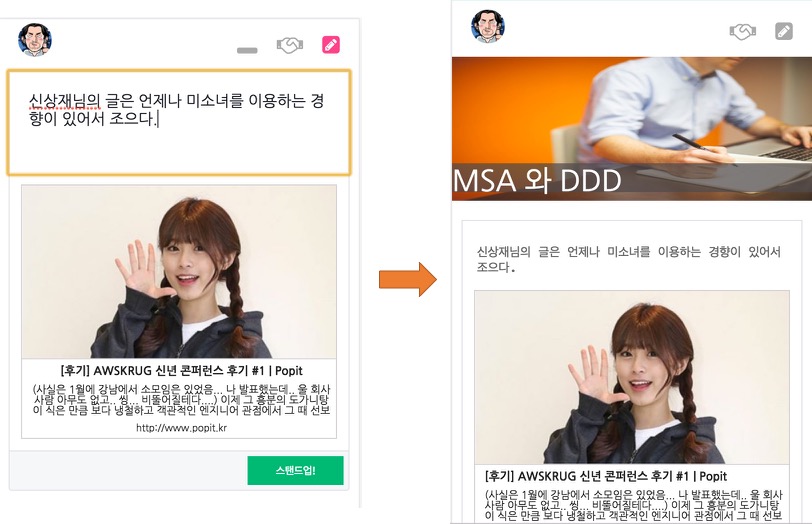 신상재님의 글은 언제나 미소녀를 이용하는 경
향이 있어서 조으다.
[후기] AWSKRUG 신년 콘퍼런스 후기 #1 | Popit
(사실은 1월에 강남에서 소모임은 있었음... 나 발표했는데.. 울 회사
사람 아무도 없고.. 씽... 비뚤어질테다....) 이제 그 흥분의 도가니탕
이 식은 만큼 보다 냉철하고 객관적인 엔지니어 관점에서 그 때 선보
http://www.popit.kr
스탠드업!
MSA 와 DDD
신상재님의 글은 언제나 미소녀를 이용하는 경향이 있어서
조으다.
[후기] AWSKRUG 신년 콘퍼런스 후기 #1 | Popit
(사실은 1월에 강남에서 소모임은 있었음... 나 발표했는데.. 울 회사
사람 아무도 없고.. 씽... 비뚤어질테다....) 이제 그 흥분의 도가니탕
이 식은 만큼 보다 냉철하고 객관적인 엔지니어 관점에서 그 때 선보